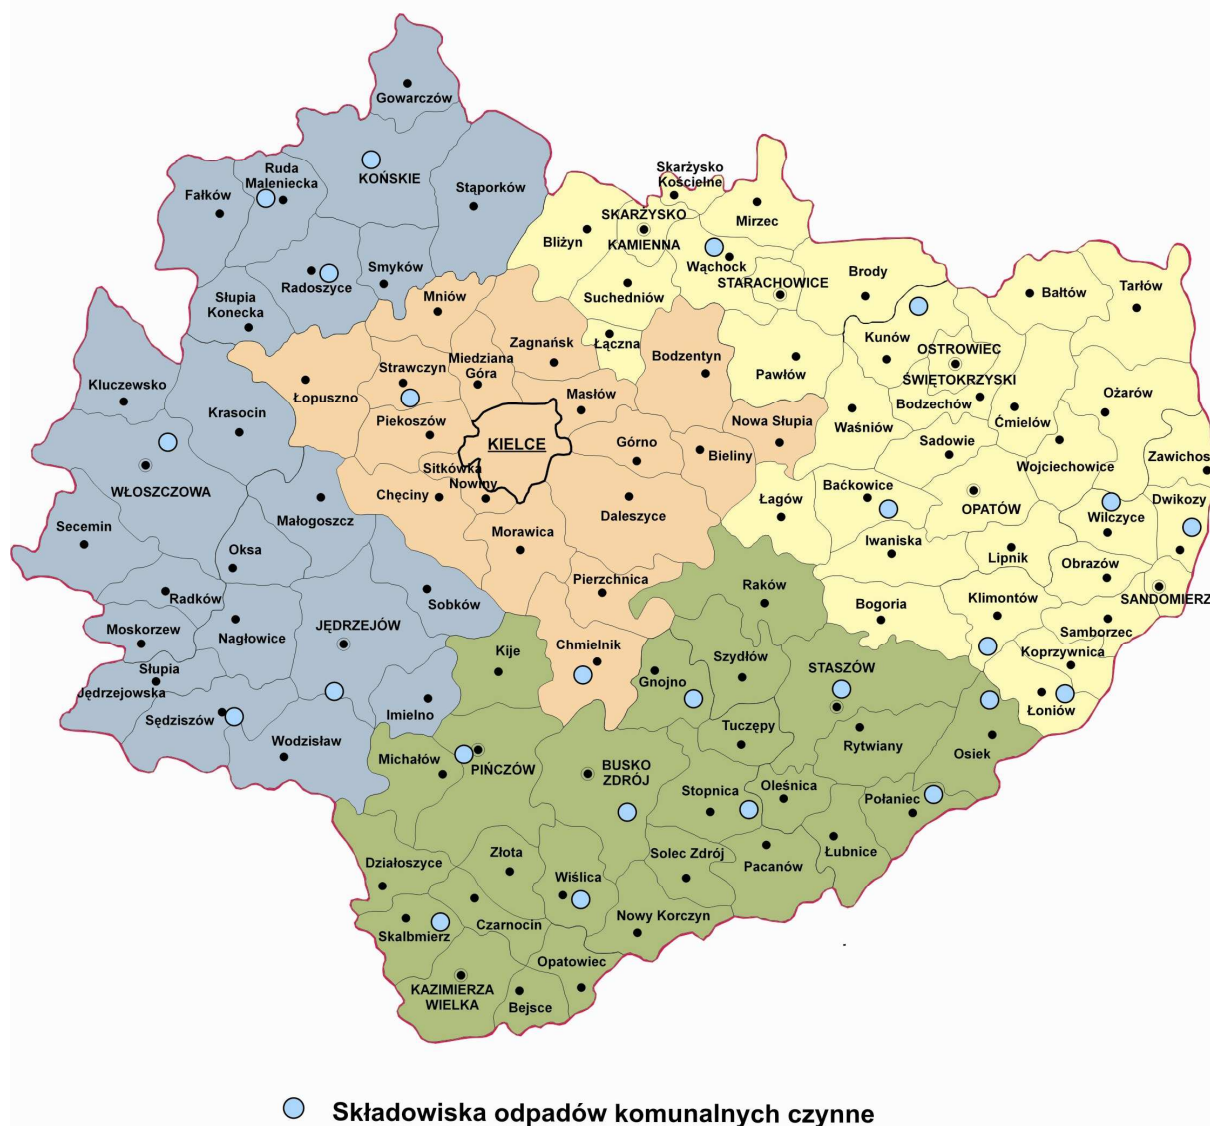 Gowarczów
KOŃSKIE
Ruda
Maleniecka
Fałków
Stąporków
Radoszyce
Smyków
Słupia
Konecka
Skarżysko
Kościelne
SKARŻYSKO
KAMIENNA
Mirzec
Bliżyn
Wąchock
STARACHOWICE
Suchedniów
Łączna
Brody
Bałtów
Tarłów
Kunów
OSTROWIEC
ŚWIĘTOKRZYSKI
Bodzechów
Ćmielów
Ożarów
Pawłów
Waśniów
Sadowie
Wojciechowice
Zawichos
Mniów
Zagnańsk
Bodzentyn
Miedziana
Góra
Strawczyn
Łopuszno
Masłów
Piekoszów
KIELCE
Górno
Nowa Słupia
Bieliny
Sitkówka
Nowiny
Chęciny
Daleszyce
Morawica
Pierzchnica
Chmielnik
Kluczewsko
Krasocin
WŁOSZCZOWA
Małogoszcz
Secemin
Oksa
Radków
Sobków
Moskorzew
Nagłowice
JĘDRZEJÓW
Słupia
Jędrzejowska
Sędziszów
Imielno
Wodzisław
Łagów
Baćkowice
OPATÓW
Wilczyce
Dwikozy
Iwaniska
Lipnik
Obrazów
SANDOMIERZ
Bogoria
Klimontów
Samborzec
Koprzywnica
Łoniów
Raków
Kije
Gnojno
Szydłów
STASZÓW
Tuczępy
Rytwiany
Osiek
Michałów
PIŃCZÓW
BUSKO
ZDRÓJ
Stopnica
Oleśnica
Połaniec
Łubnice
Pacanów
Solec Zdrój
Złota
Działoszyce
Wiślica
Czarnocin
Skalbmierz
Nowy Korczyn
Opatowiec
KAZIMIERZA
WIELKA
Bejsce
Składowiska odpadów komunalnych czynne